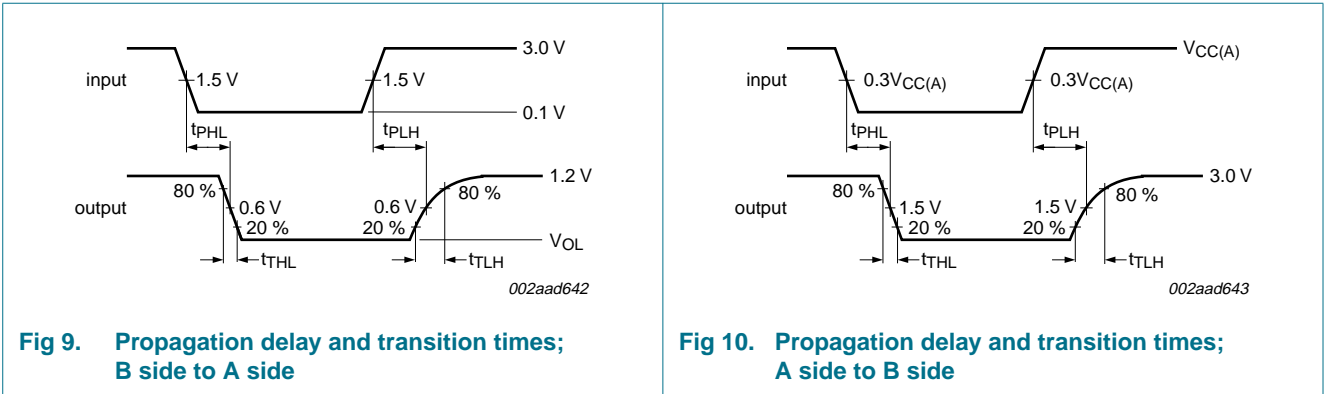 3.0 V
input
1.5 V
1.5 V
0.1 V
tPHL
tPLH
1.2 V
80 %
80 %
output
0.6 V
0.6 V
20 %
20 %
VOL
tTHL
tTLH
002aad642
Fig 9. Propagation delay and transition times;
B side to A side
VCC(A)
input
0.3VCC(A)
0.3VCC(A)
tPHL
tPLH
3.0 V
80 %
80 %
output
1.5 V
1.5 V
20 %
20 %
tTHL
tTLH
002aad643
Fig 10. Propagation delay and transition times;
A side to B side